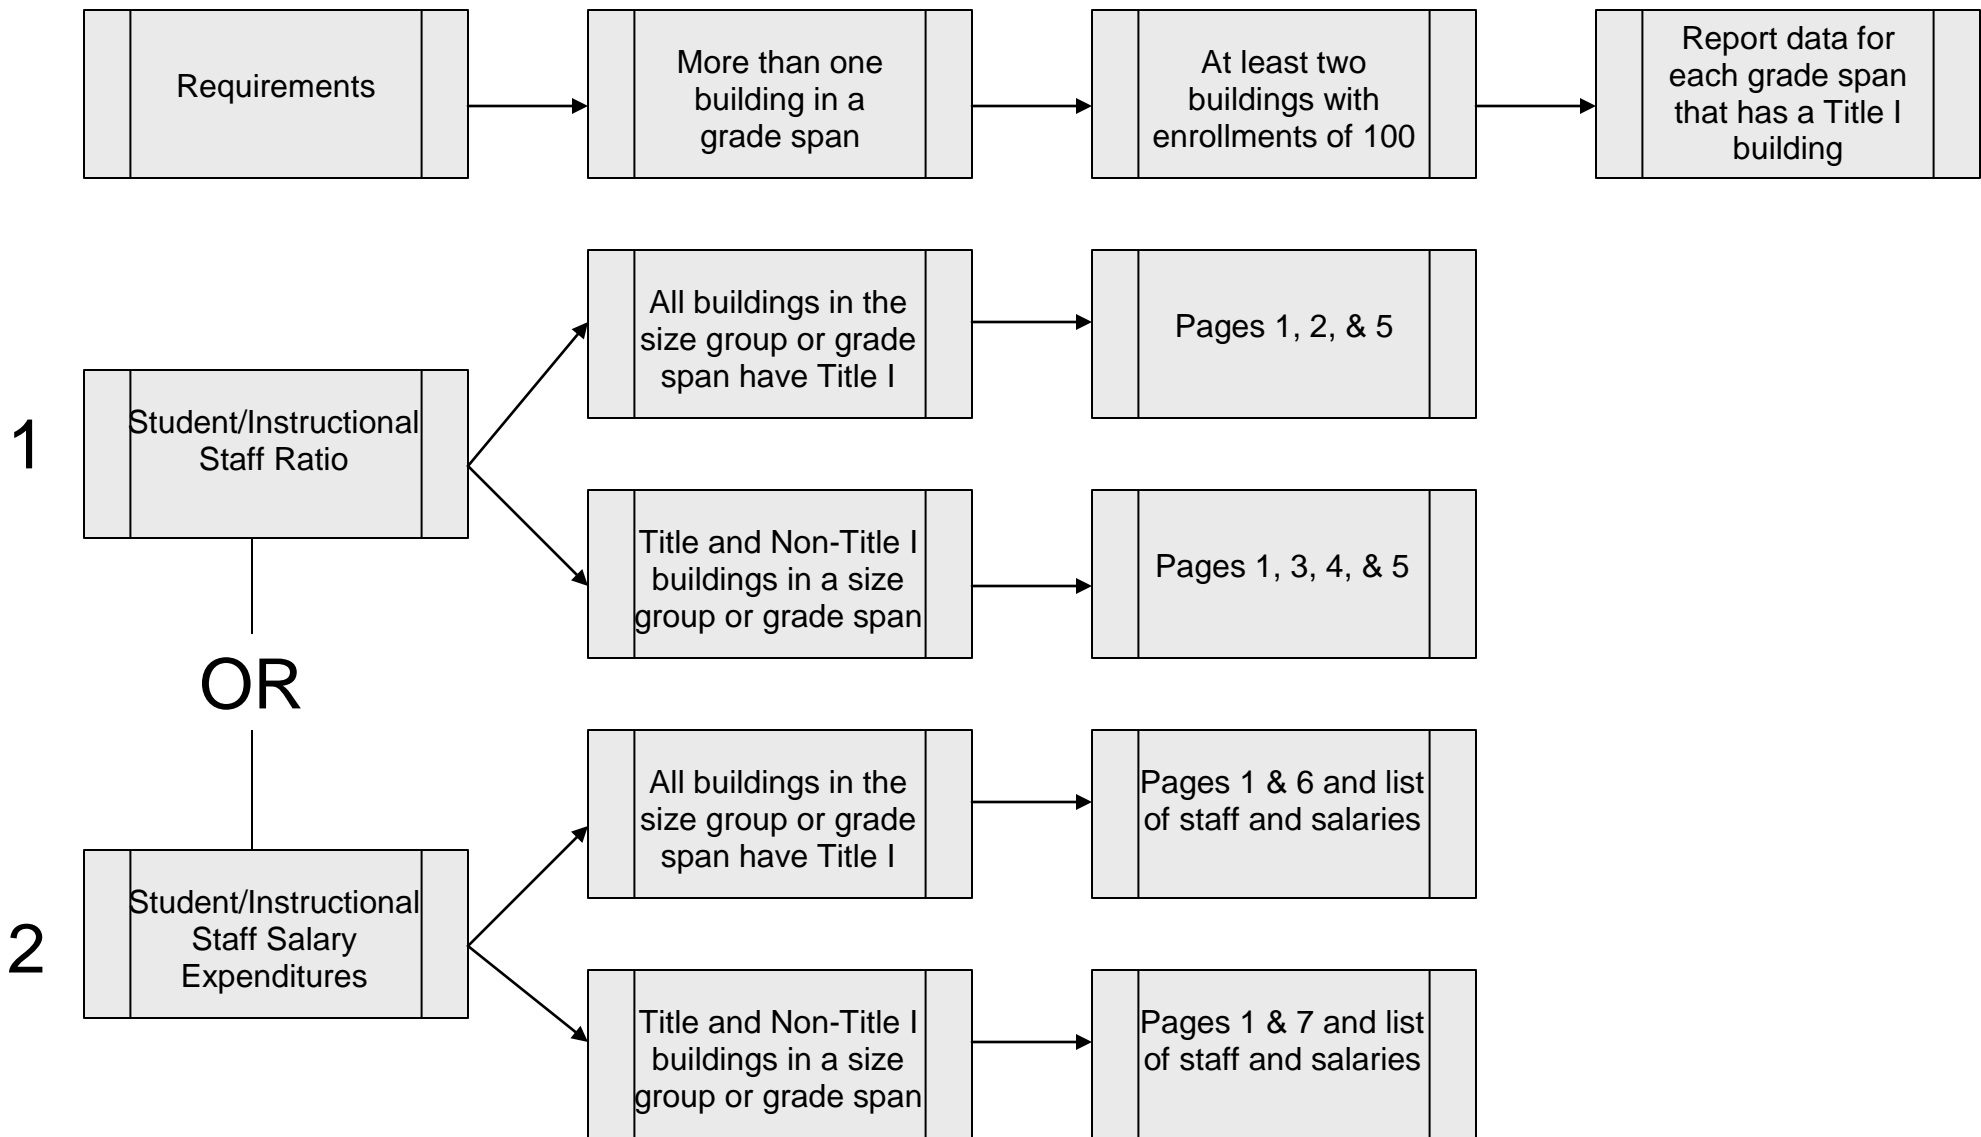 Requirements
More than one
building in a
grade span
At least two
buildings with
enrollments of 100
Report data for
each grade span
that has a Title I
building
1
Student/Instructional
Staff Ratio
All buildings in the
size group or grade
span have Title I
Pages 1, 2, & 5
Title and Non-Title I
buildings in a size
group or grade span
Pages 1, 3, 4, & 5
OR
2
Student/Instructional
Staff Salary
Expenditures
All buildings in the
size group or grade
span have Title I
Pages 1 & 6 and list
of staff and salaries
Title and Non-Title I
buildings in a size
group or grade span
Pages 1 & 7 and list
of staff and salaries